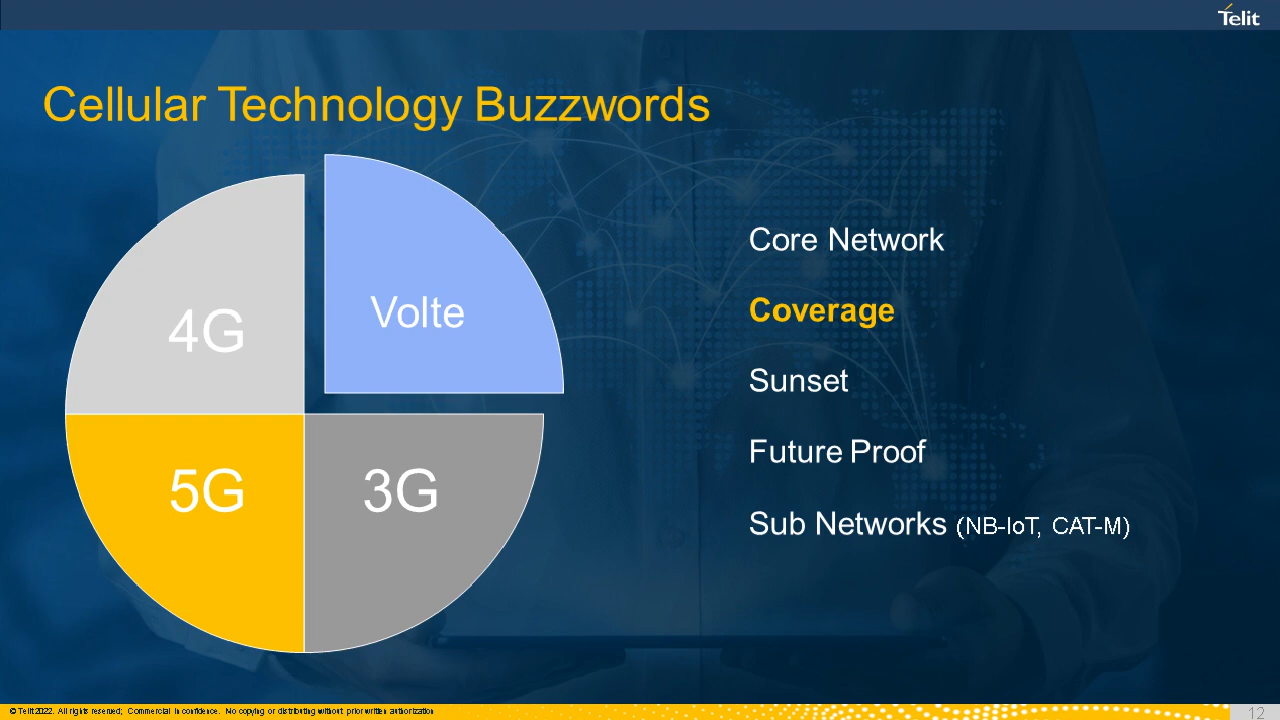 Telit
Cellular Technology Buzzwords
4G
Volte
5G
3G
Core Network
Coverage
Sunset
Future Proof
Sub Networks (NB-IoT, CAT-M)
© Telit 2022. All rights reserved; Commercial in confidence. No copying or distributing without prior written authorization
12